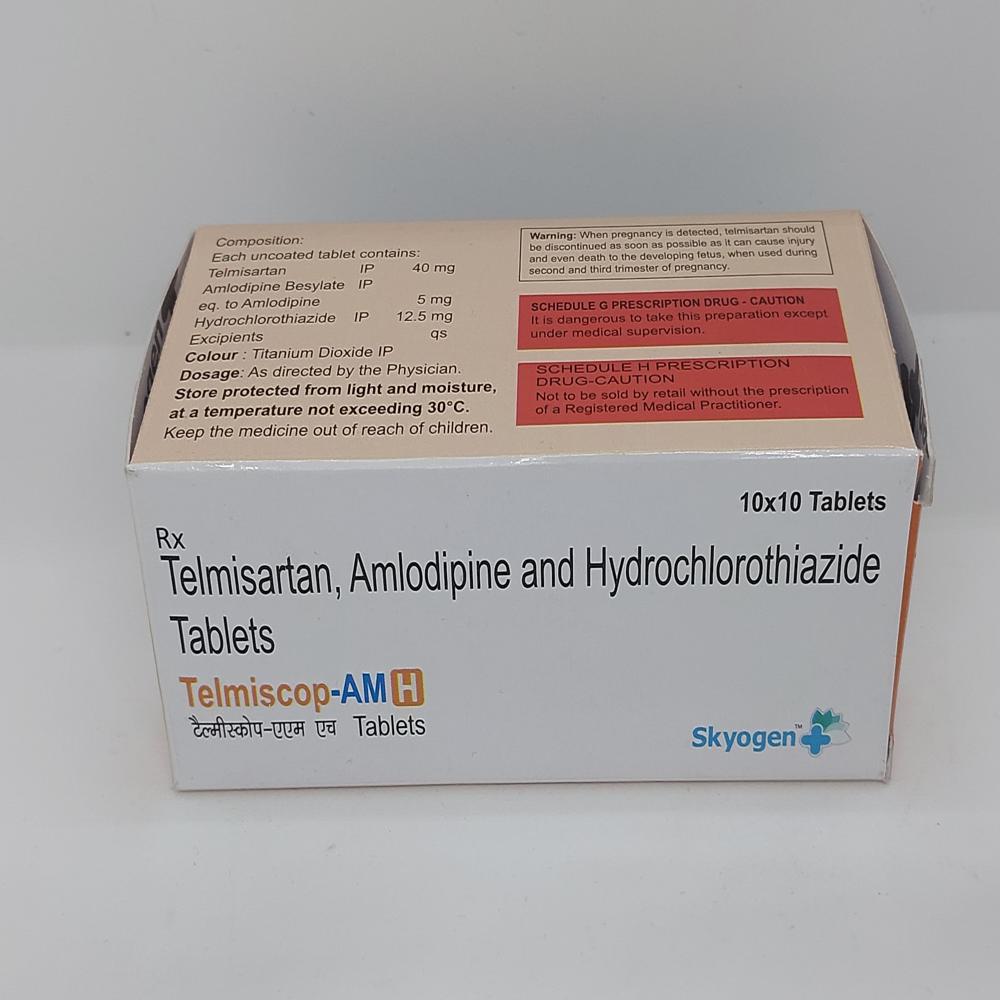 Composition:
Each uncoated tablet contains:
Telmisartan IP 40 mg
Amlodipine Besylate IP
eq. to Amlodipine 5 mg
Hydrochlorothiazide IP 12.5 mg
Excipients qs
Colour : Titanium Dioxide IP
Dosage: As directed by the Physician.
Store protected from light and moisture,
at a temperature not exceeding 30°C.
Keep the medicine out of reach of children.
Warning: When pregnancy is detected, telmisartan should
be discontinued as soon as possible as it can cause injury
and even death to the developing fetus, when used during
second and third trimester of pregnancy.
SCHEDULE G PRESCRIPTION DRUG - CAUTION
It is dangerous to take this preparation except
under medical supervision.
SCHEDULE H PRESCRIPTION
DRUG-CAUTION
Not to be sold by retail without the prescription
of a Registered Medical Practitioner.
10x10 Tablets
Rx
Telmisartan, Amlodipine and Hydrochlorothiazide
Tablets
Telmiscop-AM H
टैल्मीस्कोप-एएम एच Tablets
Skyogen™